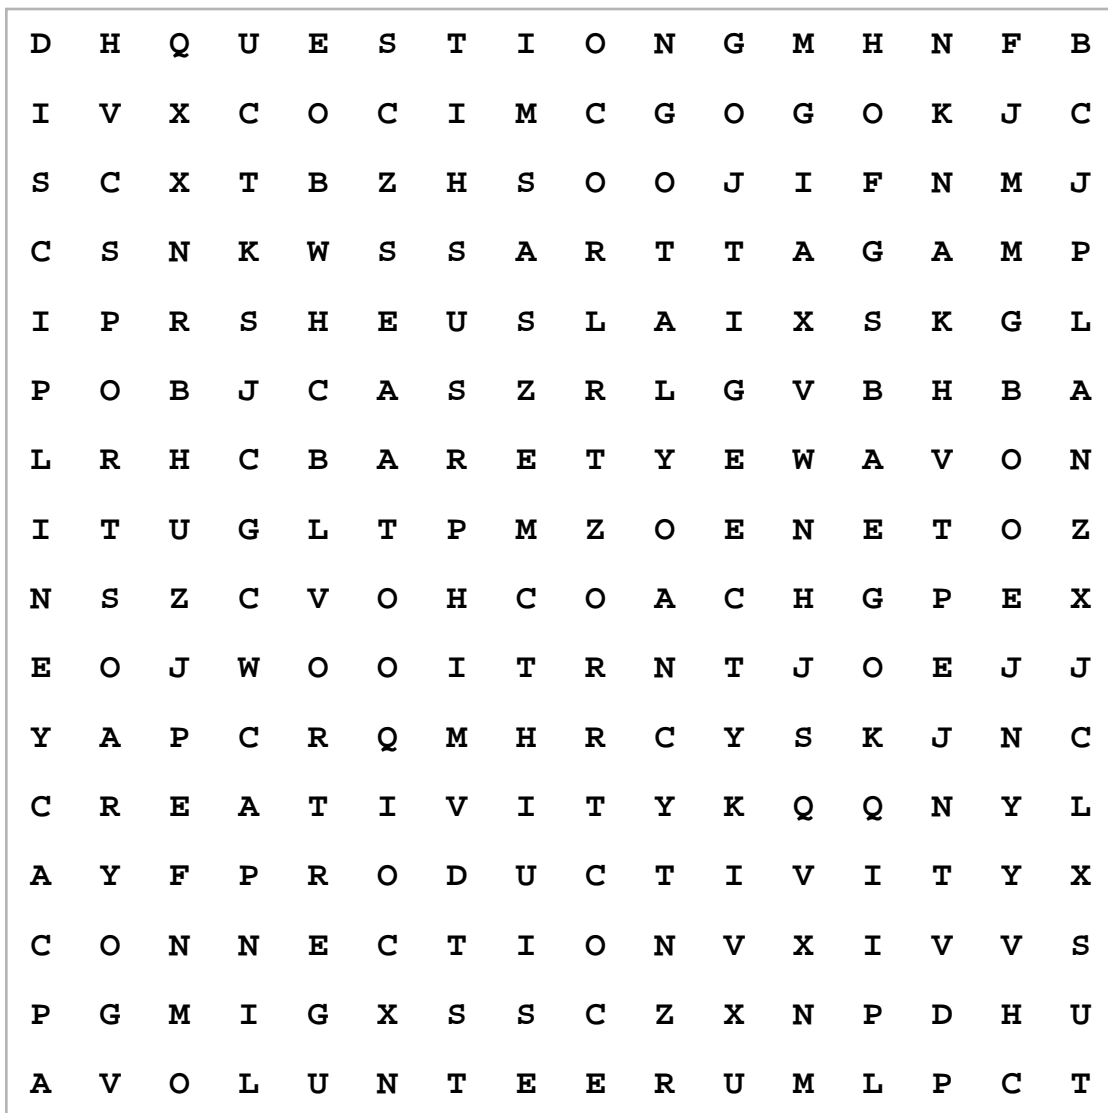 D H Q U E S T I O N G M H N F B
I V X C O C I M C G O G O K J C
S C X T B Z H S O O J I F N M J
C S N K W S S A R T T A G A M P
I P R S H E U S L A I X S K G L
P O B J C A S Z R L G V B H B A
L R H C B A R E T Y E W A V O N
I T U G L T P M Z O E N E T O Z
N S Z C V O H C O A C H G P E X
E O J W O O I T R N T J O E J J
Y A P C R Q M H R C Y S K J N C
C R E A T I V I T Y K Q Q N Y L
A Y F P R O D U C T I V I T Y X
C O N N E C T I O N V X I V V S
P G M I G X S S C Z X N P D H U
A V O L U N T E E R U M L P C T